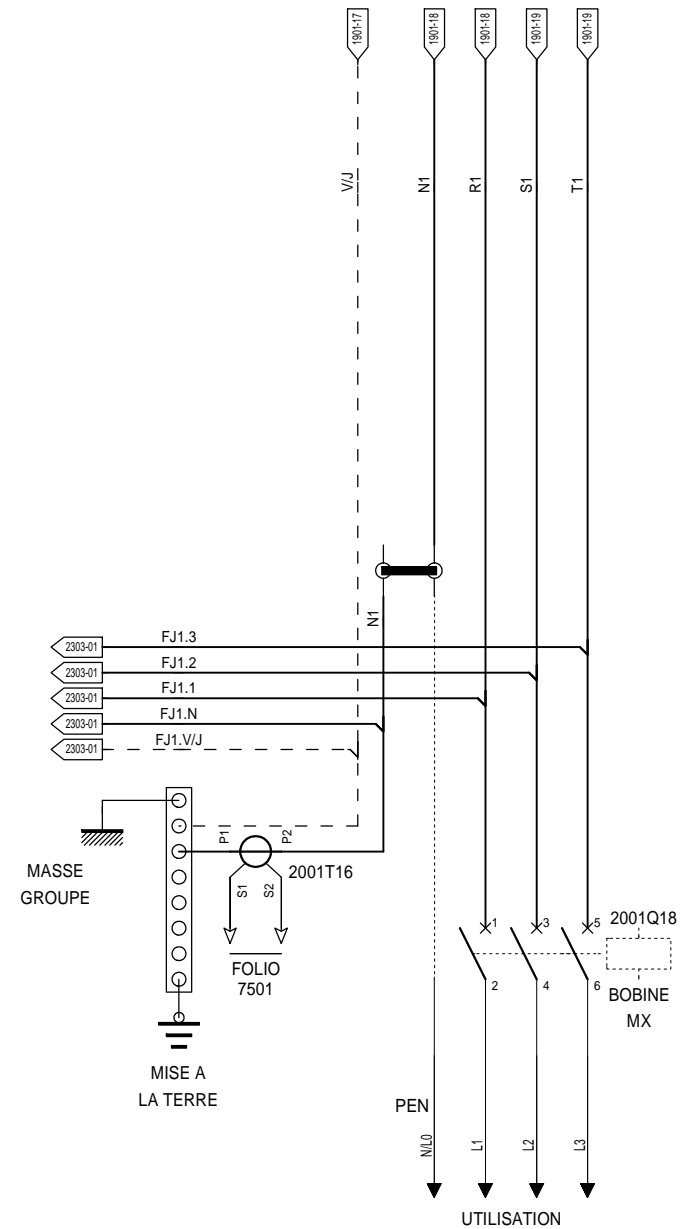 1901-17
1901-18
1901-18
1901-19
1901-19
V/J
N1
R1
S1
T1
N1
2303-01
FJ1.3
2303-01
FJ1.2
2303-01
FJ1.1
2303-01
FJ1.N
2303-01
FJ1.V/J
P1
P2
2001T16
S1
S2
MASSE
GROUPE
FOLIO
7501
MISE A
LA TERRE
1
3
5
2001Q18
2
4
6
BOBINE
MX
PEN
N/L0
L1
L2
L3
UTILISATION